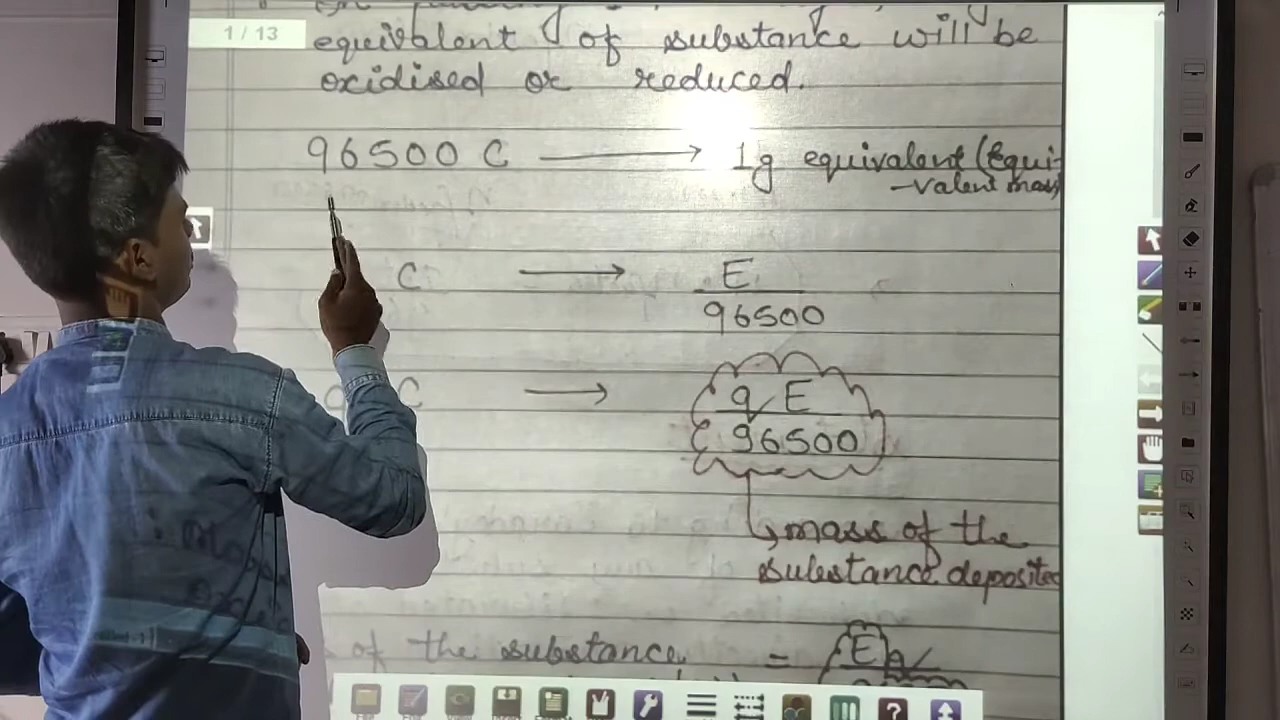 1 / 13
equivalent of substance will be
oxidised or reduced.
96500 C → 1g equivalent (Equi-
-valent mass)
C → E
96500
C → q E
96500
mass of the
substance deposited
of the substance = E q